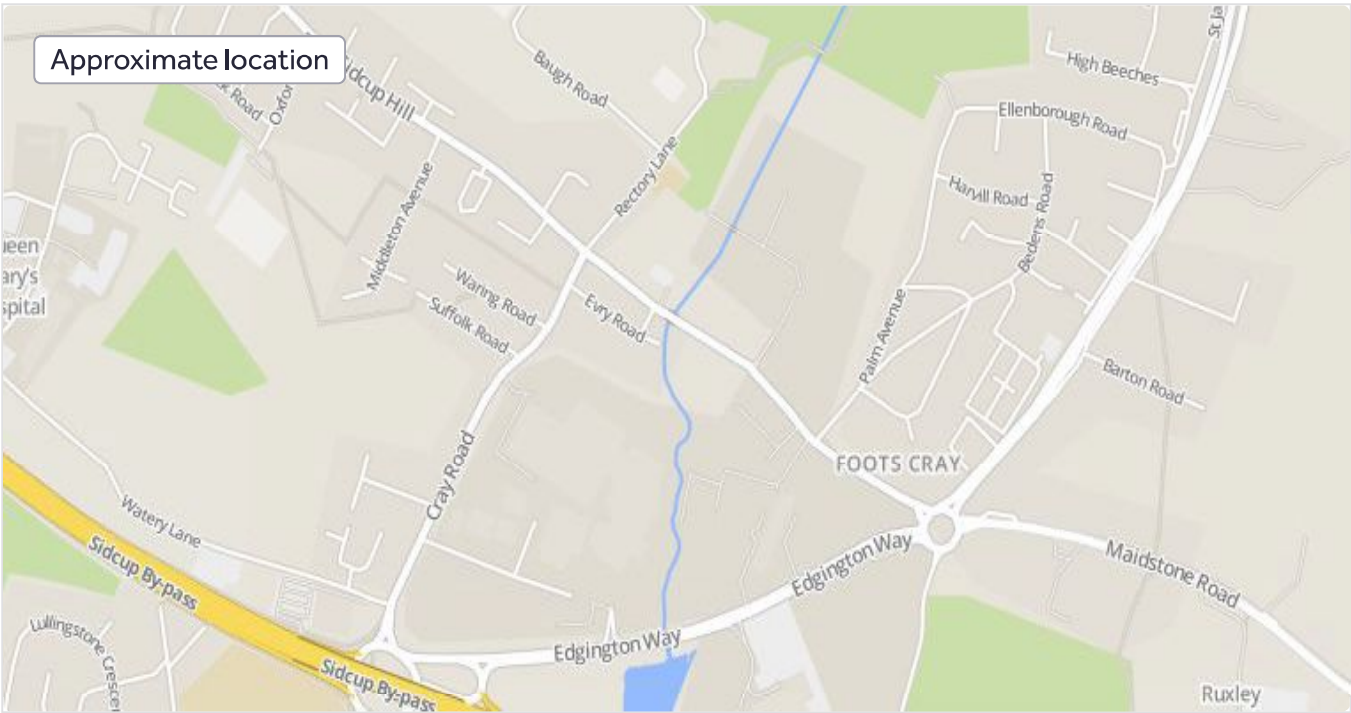 Approximate location
Sidcup Hill
Road
Baugh Road
High Beeches
Ellenborough Road
Rectory Lane
Middleton Avenue
Harvill Road
Bedens Road
ueen
ary's
spital
Waring Road
Suffolk Road
Evry Road
Palm Avenue
Barton Road
Cray Road
FOOTS CRAY
Watery Lane
Sidcup By-pass
Edgington Way
Maidstone Road
Lullingstone Crescen
Edgington Way
Sidcup By-pass
Ruxley